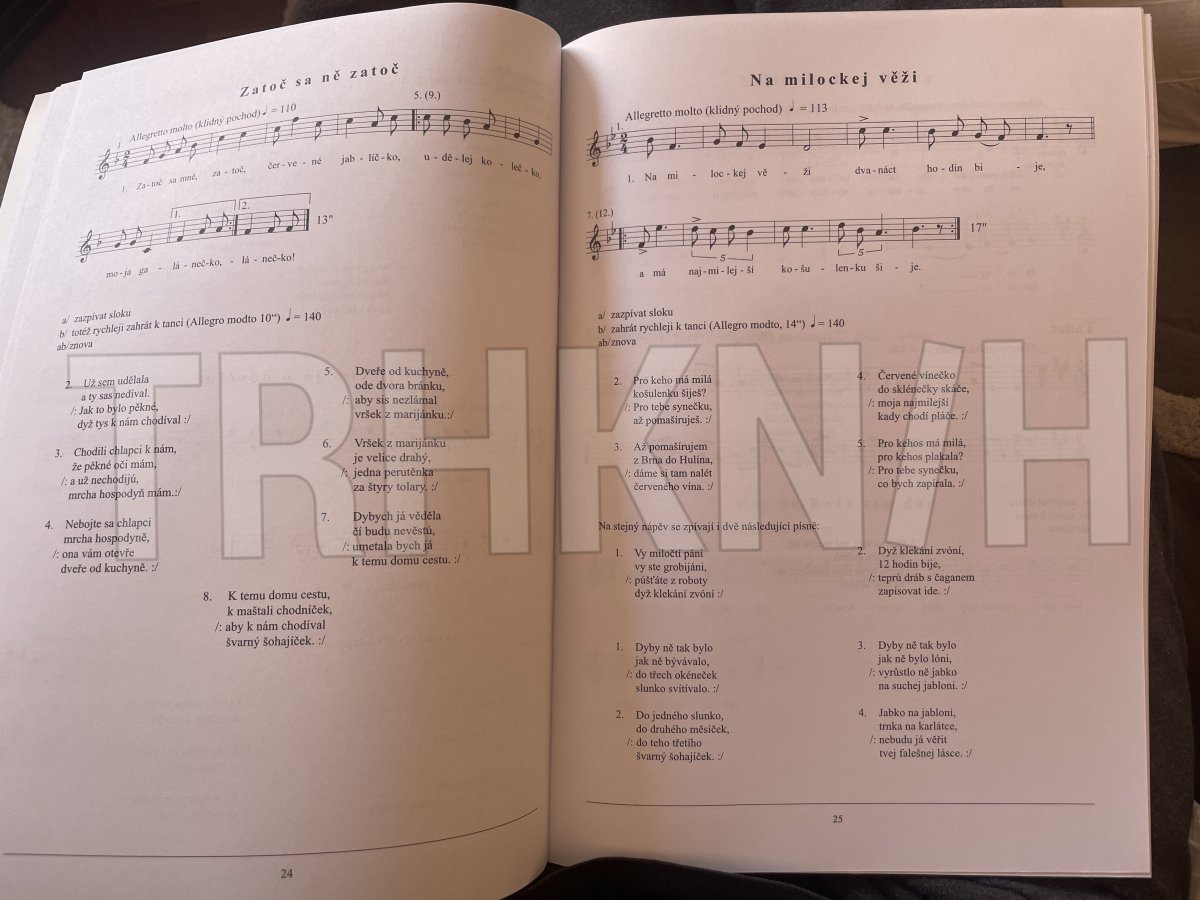 Zatoč sa ně zatoč
Allegretto molto (klidný pochod) ♩ = 110
1.
5. (9.)
2
4
1. Za-toč sa mně, za - toč, čer - ve - né jab - líč-ko, u - dě - lej ko - leč - ko,
1.
2.
13"
mo - ja ga - lá - neč-ko, - lá - neč-ko!
a/ zazpívat sloku
b/ totéž rychleji zahrát k tanci (Allegro modto 10“) ♩ = 140
ab/znova
2. Už sem udělala
a ty sas nedíval.
/: Jak to bylo pěkné,
dyž tys k nám chodíval :/
3. Chodili chlapci k nám,
že pěkné oči mám,
/: a už nechodijú,
mrcha hospodyň mám.:/
4. Nebojte sa chlapci
mrcha hospodyně,
/: ona vám otevře
dveře od kuchyně. :/
5. Dveře od kuchyně,
ode dvora bránku,
/: aby sis nezlámal
vršek z marijánku.:/
6. Vršek z marijánku
je velice drahý,
/: jedna perutěnka
za štyry tolary. :/
7. Dybych já věděla
čí budu nevěstú,
/: umetala bych já
k temu domu cestu. :/
8. K temu domu cestu,
k maštali chodníček,
/: aby k nám chodíval
švarný šohajíček. :/
24
Na milockej věži
Allegretto molto (klidný pochod) ♩ = 113
1.
2
4
1. Na mi - loc - kej vě - ži dva - náct ho - din bi - je,
7. (12.)
5
5
17"
a má naj - mi - lej - ší ko - šu - len - ku ši - je.
a/ zazpívat sloku
b/ zahrát rychleji k tanci (Allegro modto, 14“) ♩ = 140
ab/znova
2. Pro keho má milá
košulenku šiješ?
/: Pro tebe synečku,
až pomašíruješ. :/
3. Až pomašírujem
z Brna do Hulína,
/: dáme si tam nalét
červeného vína. :/
4. Červené vínečko
do sklénečky skáče,
/: moja najmilejší
kady chodí pláče. :/
5. Pro kehos má milá,
pro kehos plakala?
/: Pro tebe synečku,
co bych zapírala. :/
Na stejný nápěv se zpívají i dvě následující písně:
1. Vy miločtí páni
vy ste grobijáni,
/: púšťáte z roboty
dyž klekání zvoní :/
2. Dyž klekání zvóní,
12 hodin bije,
/: teprú dráb s čaganem
zapisovat ide. :/
1. Dyby ně tak bylo
jak ně bývávalo,
/: do třech okéneček
slunko svítívalo. :/
2. Do jedného slunko,
do druhého měsíček,
/: do teho třetího
švarný šohajíček. :/
3. Dyby ně tak bylo
jak ně bylo lóni,
/: vyrústlo ně jabko
na suchej jabloni. :/
4. Jabko na jabloni,
trnka na karlátce,
/: nebudu já věřit
tvej falešnej lásce. :/
25
TRHKNIH